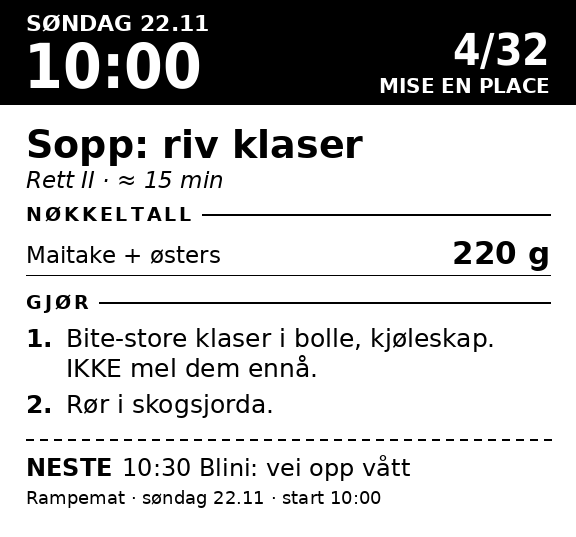 SØNDAG 22.11
10:00
4/32
MISE EN PLACE
Sopp: riv klaser
Rett II · ≈ 15 min
NØKKELTALL
Maitake + østers 220 g
GJØR
1. Bite-store klaser i bolle, kjøleskap.
IKKE mel dem ennå.
2. Rør i skogsjorda.
NESTE 10:30 Blini: vei opp vått
Rampemat · søndag 22.11 · start 10:00